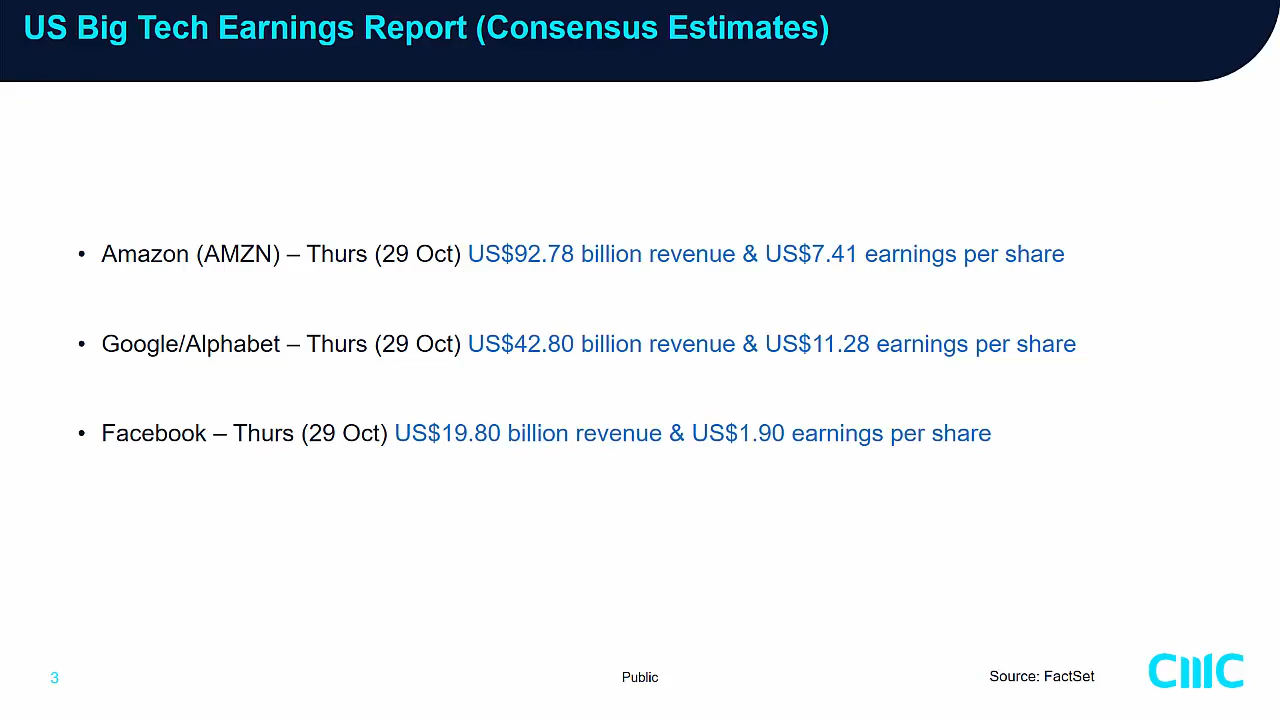 US Big Tech Earnings Report (Consensus Estimates)
• Amazon (AMZN) – Thurs (29 Oct) US$92.78 billion revenue & US$7.41 earnings per share
• Google/Alphabet – Thurs (29 Oct) US$42.80 billion revenue & US$11.28 earnings per share
• Facebook – Thurs (29 Oct) US$19.80 billion revenue & US$1.90 earnings per share
3
Public
Source: FactSet
CMC